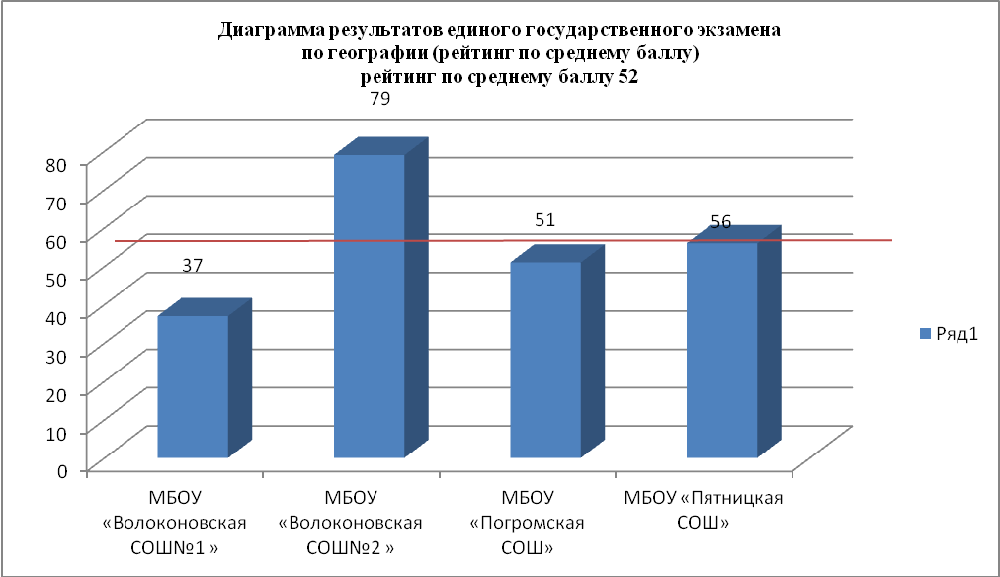 Диаграмма результатов единого государственного экзамена
по географии (рейтинг по среднему баллу)
рейтинг по среднему баллу 52
79
80
70
60
50
40
30
20
10
0
37
51
56
Ряд1
МБОУ
«Волоконовская
СОШ№1 »
МБОУ
«Волоконовская
СОШ№2 »
МБОУ
«Погромская
СОШ»
МБОУ «Пятницкая
СОШ»